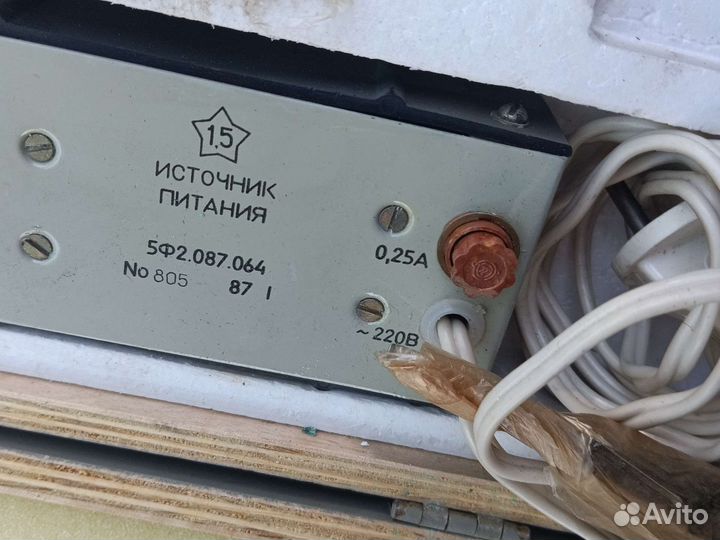 1.5
ИСТОЧНИК
ПИТАНИЯ
5Ф2.087.064
No 805 87 I
0,25А
~220В
Avito